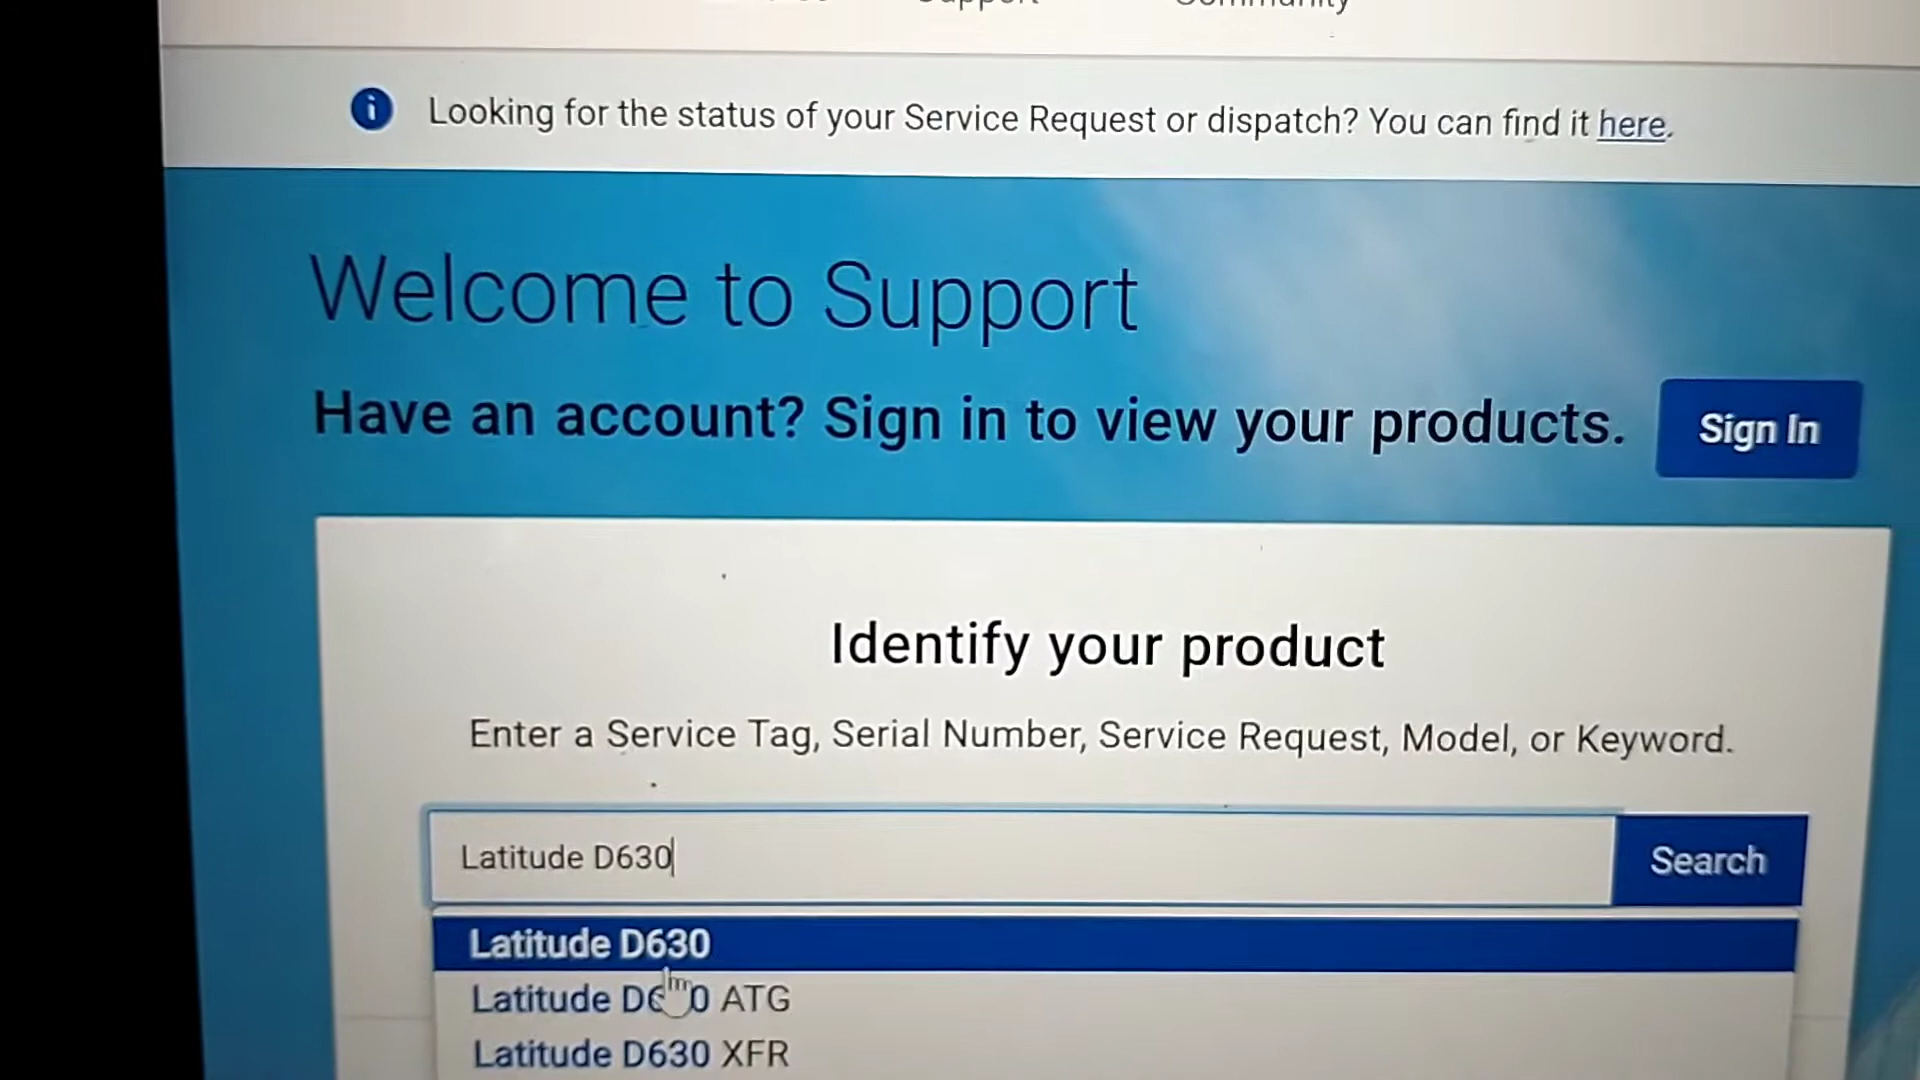 Support
Community
Looking for the status of your Service Request or dispatch? You can find it here.
Welcome to Support
Have an account? Sign in to view your products.
Sign In
Identify your product
Enter a Service Tag, Serial Number, Service Request, Model, or Keyword.
Latitude D630
Search
Latitude D630
Latitude D630 ATG
Latitude D630 XFR